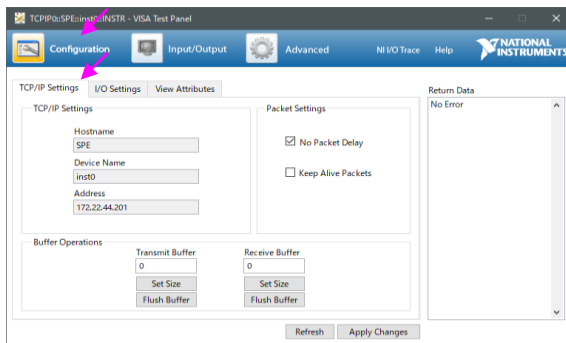 TCPIP0::SPE::inst0::INSTR - VISA Test Panel
Configuration
Input/Output
Advanced
NI I/O Trace
Help
NATIONAL
INSTRUMENTS
TCP/IP Settings
I/O Settings
View Attributes
Return Data
TCP/IP Settings
Hostname
SPE
Device Name
inst0
Address
172.22.44.201
Packet Settings
No Packet Delay
Keep Alive Packets
No Error
Buffer Operations
Transmit Buffer
0
Set Size
Flush Buffer
Receive Buffer
0
Set Size
Flush Buffer
Refresh
Apply Changes